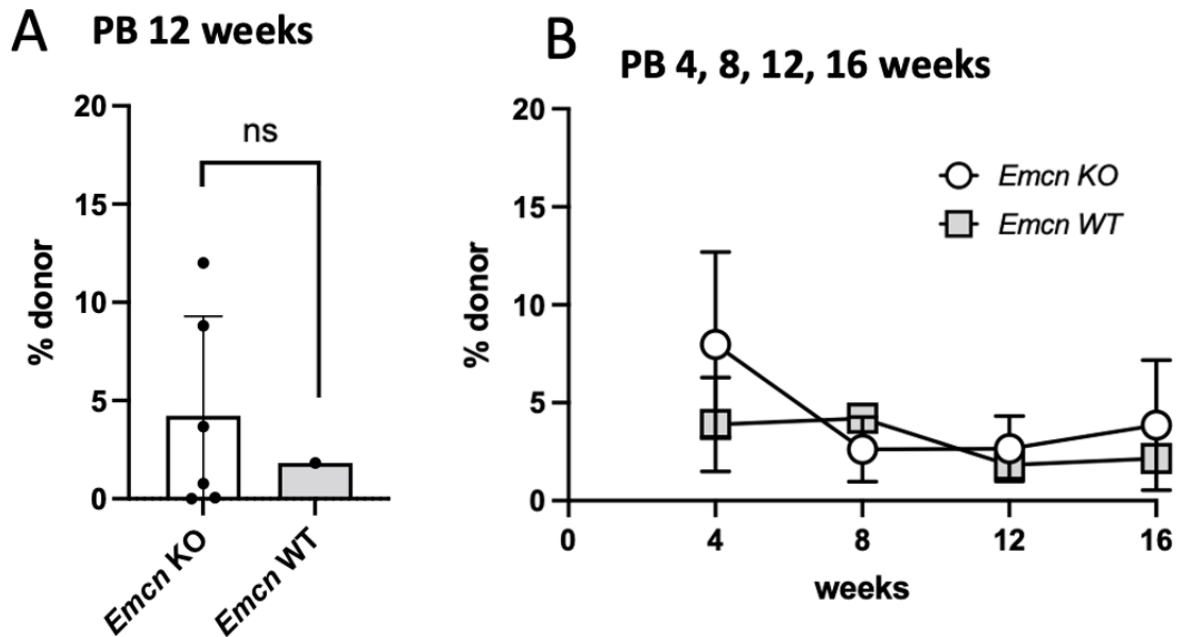 A
PB 12 weeks
20
15
10
5
0
% donor
ns
Emcn KO
Emcn WT
B
PB 4, 8, 12, 16 weeks
20
15
10
5
0
% donor
Emcn KO
Emcn WT
0 4 8 12 16
weeks